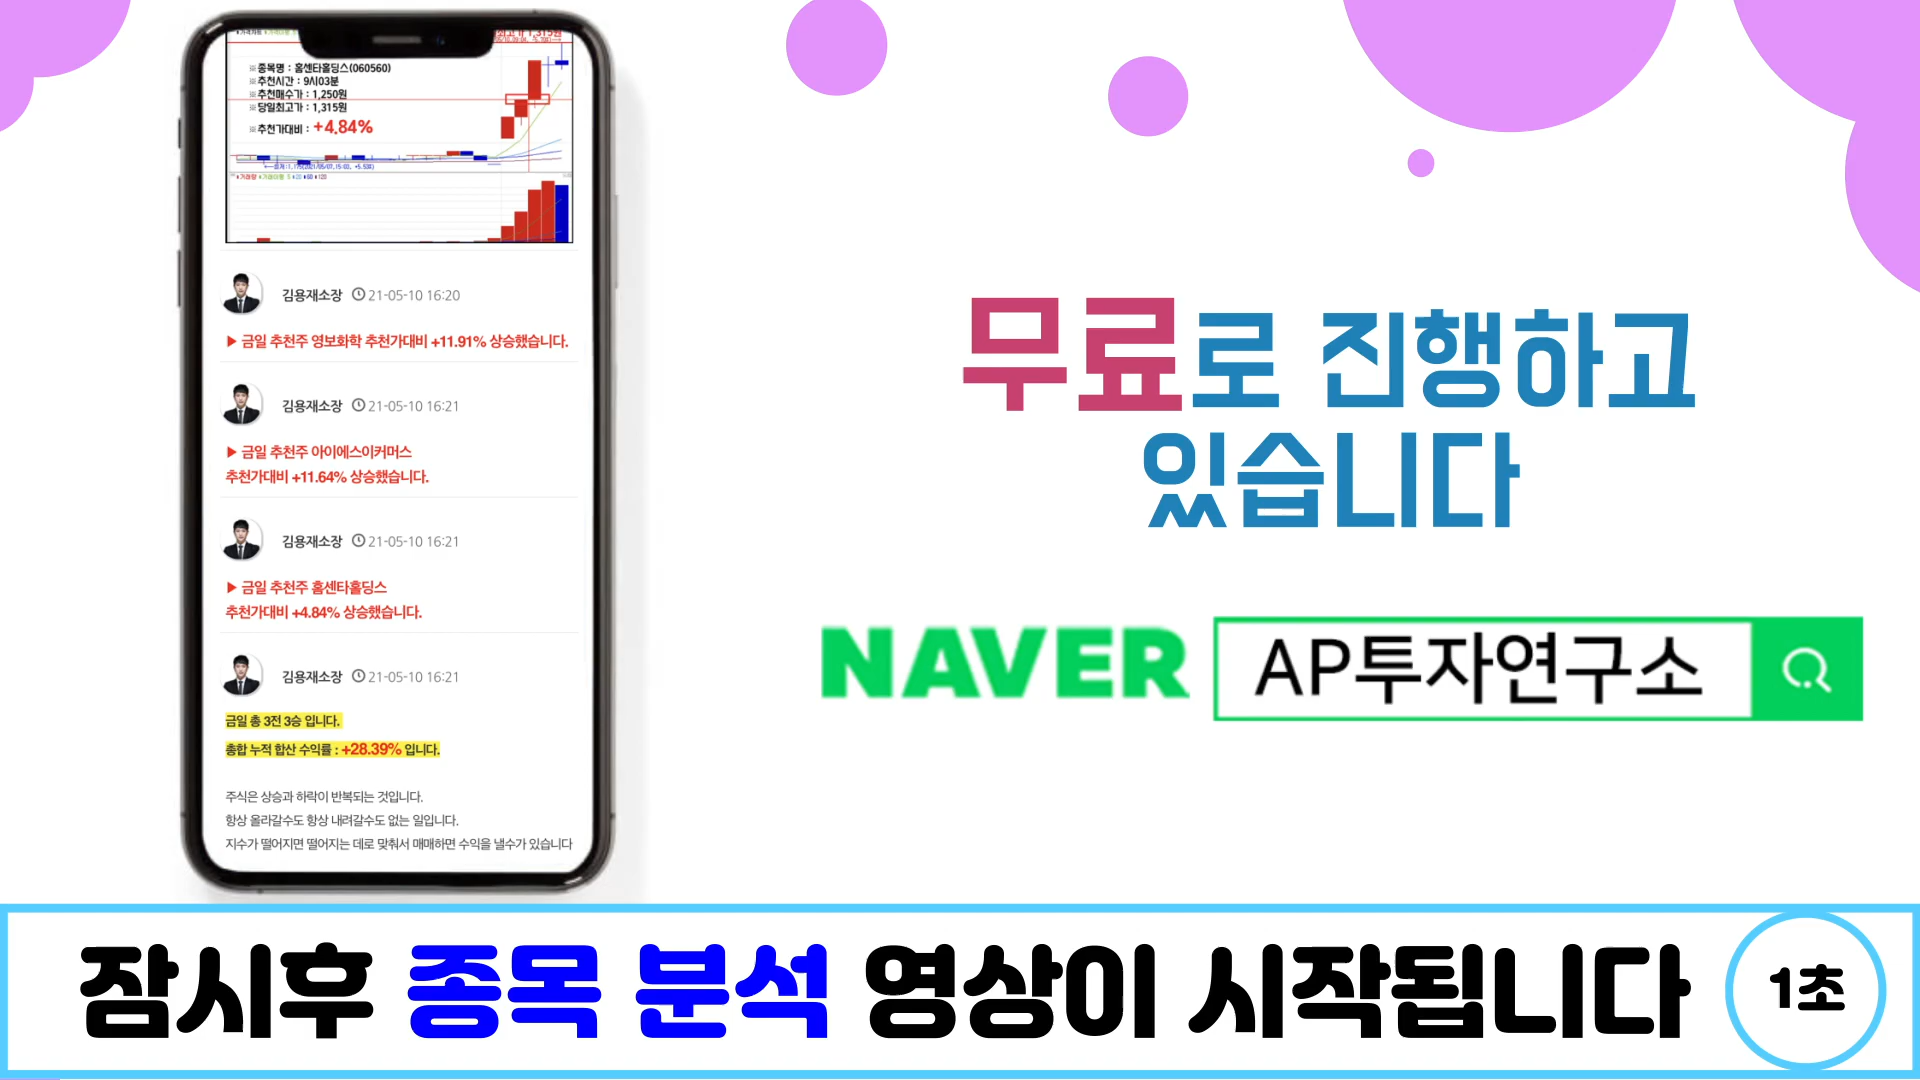 ※종목명 : 홈센타홀딩스(060560)
※추천시간 : 9시03분
※추천매수가 : 1,250원
※당일최고가 : 1,315원
※추천가대비 : +4.84%
김용재소장 21-05-10 16:20
▶ 금일 추천주 영보화학 추천가대비 +11.91% 상승했습니다.
김용재소장 21-05-10 16:21
▶ 금일 추천주 아이에스이커머스
추천가대비 +11.64% 상승했습니다.
김용재소장 21-05-10 16:21
▶ 금일 추천주 홈센타홀딩스
추천가대비 +4.84% 상승했습니다.
김용재소장 21-05-10 16:21
금일 총 3전 3승 입니다.
총합 누적 합산 수익률 : +28.39% 입니다.
주식은 상승과 하락이 반복되는 것입니다.
항상 올라갈수도 항상 내려갈수도 없는 일입니다.
지수가 떨어지면 떨어지는 데로 맞춰서 매매하면 수익을 낼수가 있습니다
무료로 진행하고
있습니다
NAVER AP투자연구소
잠시후 종목 분석 영상이 시작됩니다 1초